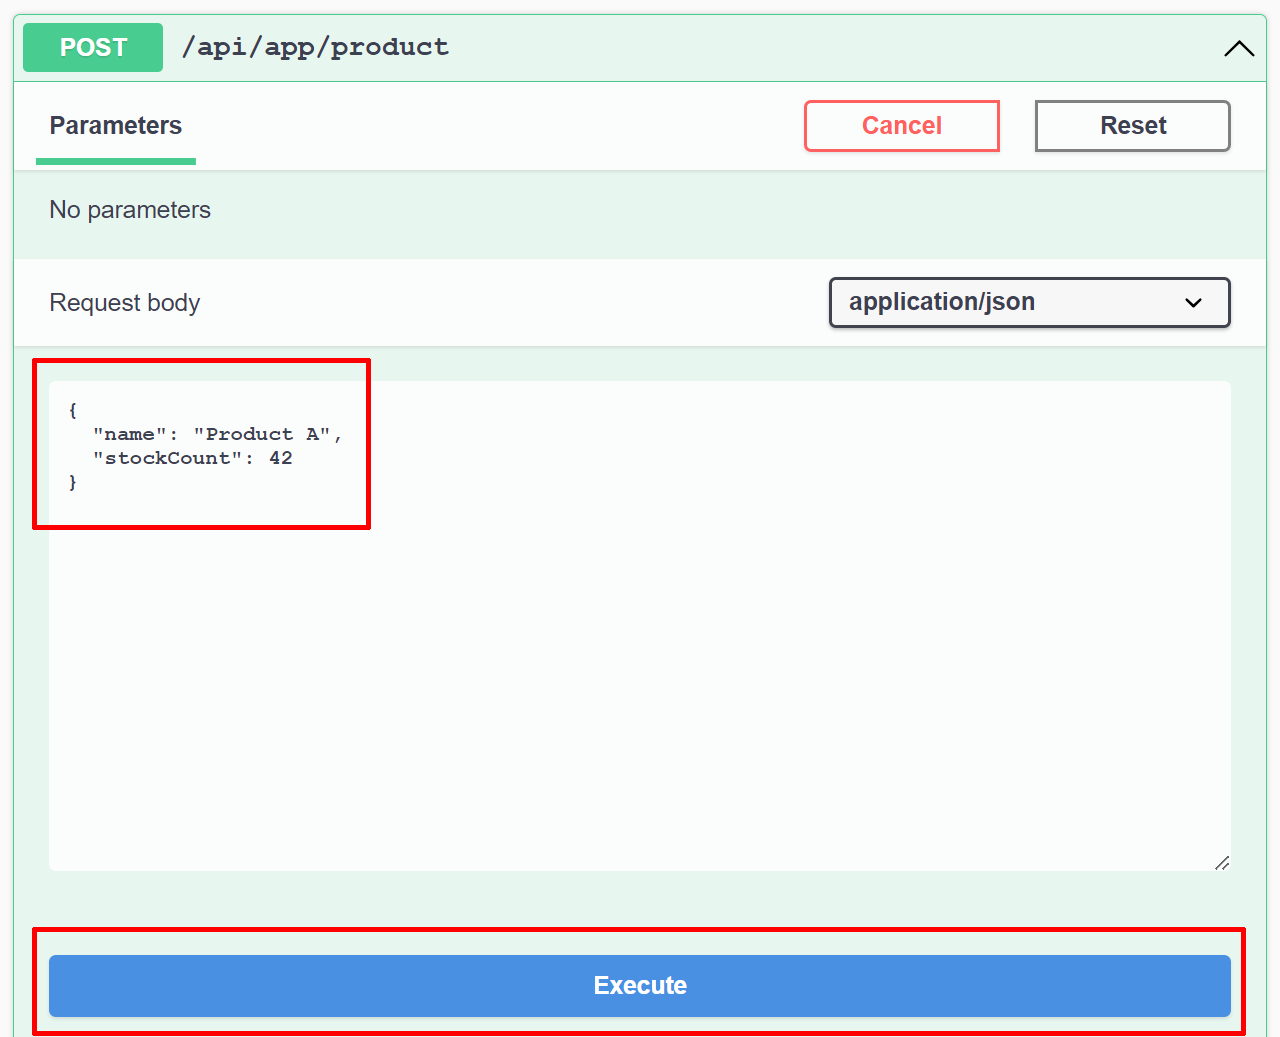 POST /api/app/product
Parameters Cancel Reset
No parameters
Request body application/json
{
  "name": "Product A",
  "stockCount": 42
}
Execute